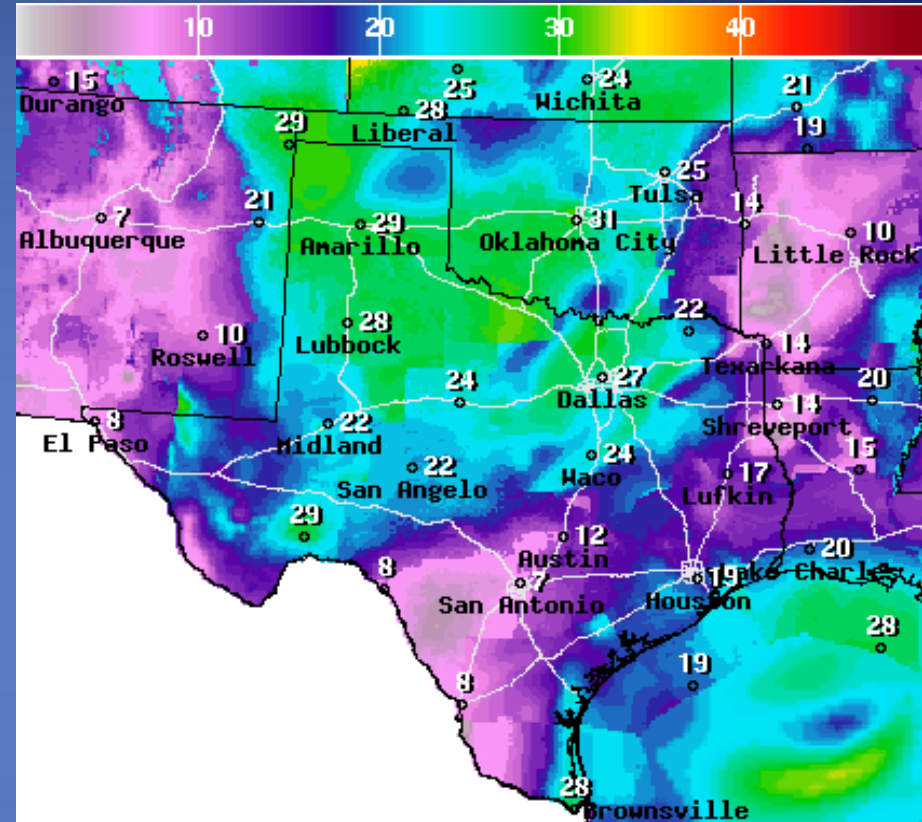 10 20 30 40
15 25 24 21
Durango Wichita
28
Liberal
29 19
25
Tulsa
7 21 29 31 14 10
Albuquerque Amarillo Oklahoma City Little Rock
10 28 22
Roswell Lubbock
14
Texarkana
27
Dallas
24 14 20
Shreveport
8 22
El Paso Midland
22 24 17 15
San Angelo Waco Lufkin
29 12 20
Austin
8 7 19 Lake Charles
San Antonio Houston
28
8 19
28
Brownsville